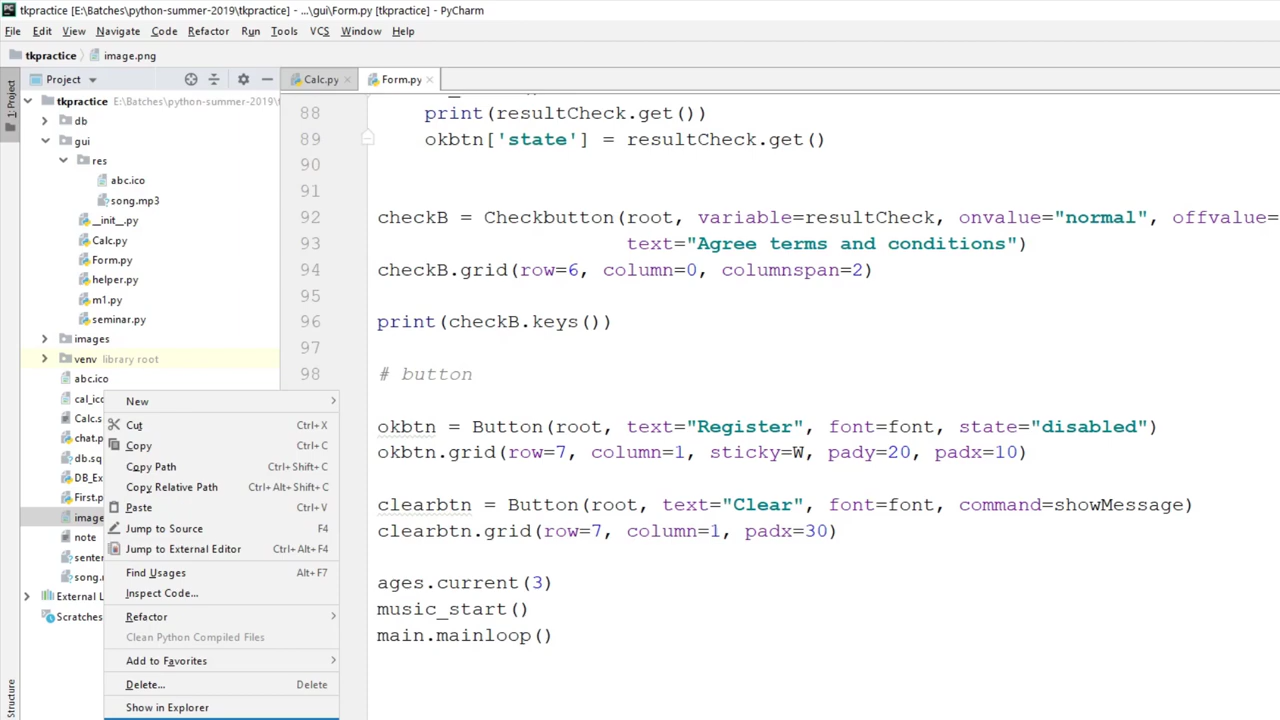 tkpractice [E:\Batches\python-summer-2019\tkpractice] - ...\gui\Form.py [tkpractice] - PyCharm
File Edit View Navigate Code Refactor Run Tools VCS Window Help
tkpractice image.png
1: Project
Project
Calc.py
Form.py
tkpractice E:\Batches\python-summer-2019\t
db
gui
res
abc.ico
song.mp3
_init_.py
Calc.py
Form.py
helper.py
m1.py
seminar.py
images
venv library root
abc.ico
cal_ic
Calc.s
chat.p
db.sq
DB_Ex
First.p
image
note
senter
song.
External L
Scratches
Structure
New
Cut Ctrl+X
Copy Ctrl+C
Copy Path Ctrl+Shift+C
Copy Relative Path Ctrl+Alt+Shift+C
Paste Ctrl+V
Jump to Source F4
Jump to External Editor Ctrl+Alt+F4
Find Usages Alt+F7
Inspect Code...
Refactor
Clean Python Compiled Files
Add to Favorites
Delete... Delete
Show in Explorer
88 print(resultCheck.get())
89 okbtn['state'] = resultCheck.get()
90
91
92 checkB = Checkbutton(root, variable=resultCheck, onvalue="normal", offvalue=
93 text="Agree terms and conditions")
94 checkB.grid(row=6, column=0, columnspan=2)
95
96 print(checkB.keys())
97
98 # button
okbtn = Button(root, text="Register", font=font, state="disabled")
okbtn.grid(row=7, column=1, sticky=W, pady=20, padx=10)
clearbtn = Button(root, text="Clear", font=font, command=showMessage)
clearbtn.grid(row=7, column=1, padx=30)
ages.current(3)
music_start()
main.mainloop()